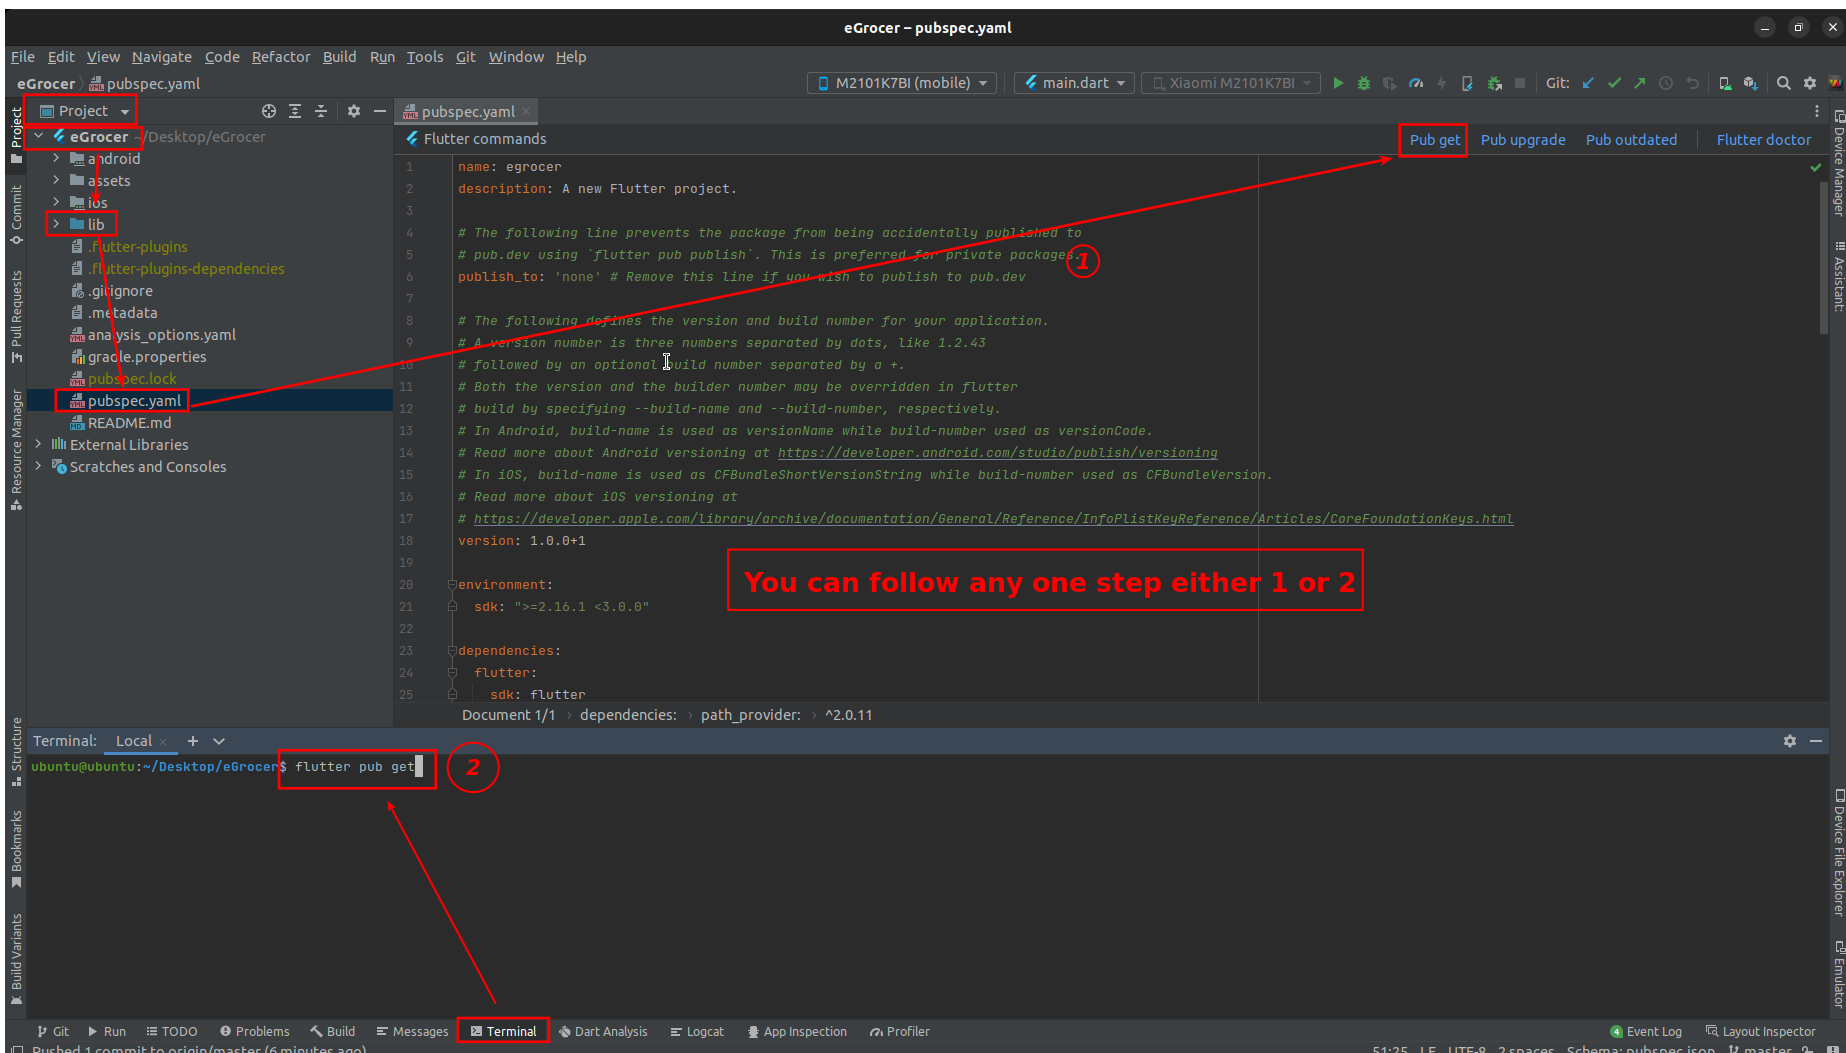 eGrocer – pubspec.yaml
File Edit View Navigate Code Refactor Build Run Tools Git Window Help
eGrocer pubspec.yaml
M2101K7BI (mobile) main.dart Xiaomi M2101K7BI Git:
Project
pubspec.yaml
eGrocer ~/Desktop/eGrocer
android
assets
ios
lib
.flutter-plugins
.flutter-plugins-dependencies
.gitignore
.metadata
analysis_options.yaml
gradle.properties
pubspec.lock
pubspec.yaml
README.md
External Libraries
Scratches and Consoles
Flutter commands
Pub get Pub upgrade Pub outdated Flutter doctor
1 name: egrocer
2 description: A new Flutter project.
3
4 # The following line prevents the package from being accidentally published to
5 # pub.dev using `flutter pub publish`. This is preferred for private packages.
6 publish_to: 'none' # Remove this line if you wish to publish to pub.dev
7
8 # The following defines the version and build number for your application.
9 # A version number is three numbers separated by dots, like 1.2.43
10 # followed by an optional build number separated by a +.
11 # Both the version and the builder number may be overridden in flutter
12 # build by specifying --build-name and --build-number, respectively.
13 # In Android, build-name is used as versionName while build-number used as versionCode.
14 # Read more about Android versioning at https://developer.android.com/studio/publish/versioning
15 # In iOS, build-name is used as CFBundleShortVersionString while build-number used as CFBundleVersion.
16 # Read more about iOS versioning at
17 # https://developer.apple.com/library/archive/documentation/General/Reference/InfoPlistKeyReference/Articles/CoreFoundationKeys.html
18 version: 1.0.0+1
19
20 environment:
21 sdk: ">=2.16.1 <3.0.0"
22
23 dependencies:
24 flutter:
25 sdk: flutter
1
You can follow any one step either 1 or 2
Document 1/1 dependencies: path_provider: ^2.0.11
Terminal: Local
ubuntu@ubuntu:~/Desktop/eGrocer$ flutter pub get
2
Project
Commit
Pull Requests
Resource Manager
Structure
Bookmarks
Build Variants
Device Manager
Assistant:
Device File Explorer
Emulator
Git Run TODO Problems Build Messages Terminal Dart Analysis Logcat App Inspection Profiler
4 Event Log Layout Inspector
Pushed 1 commit to origin/master (6 minutes ago)
51:25 LF UTF-8 2 spaces Schema: pubspec.json master